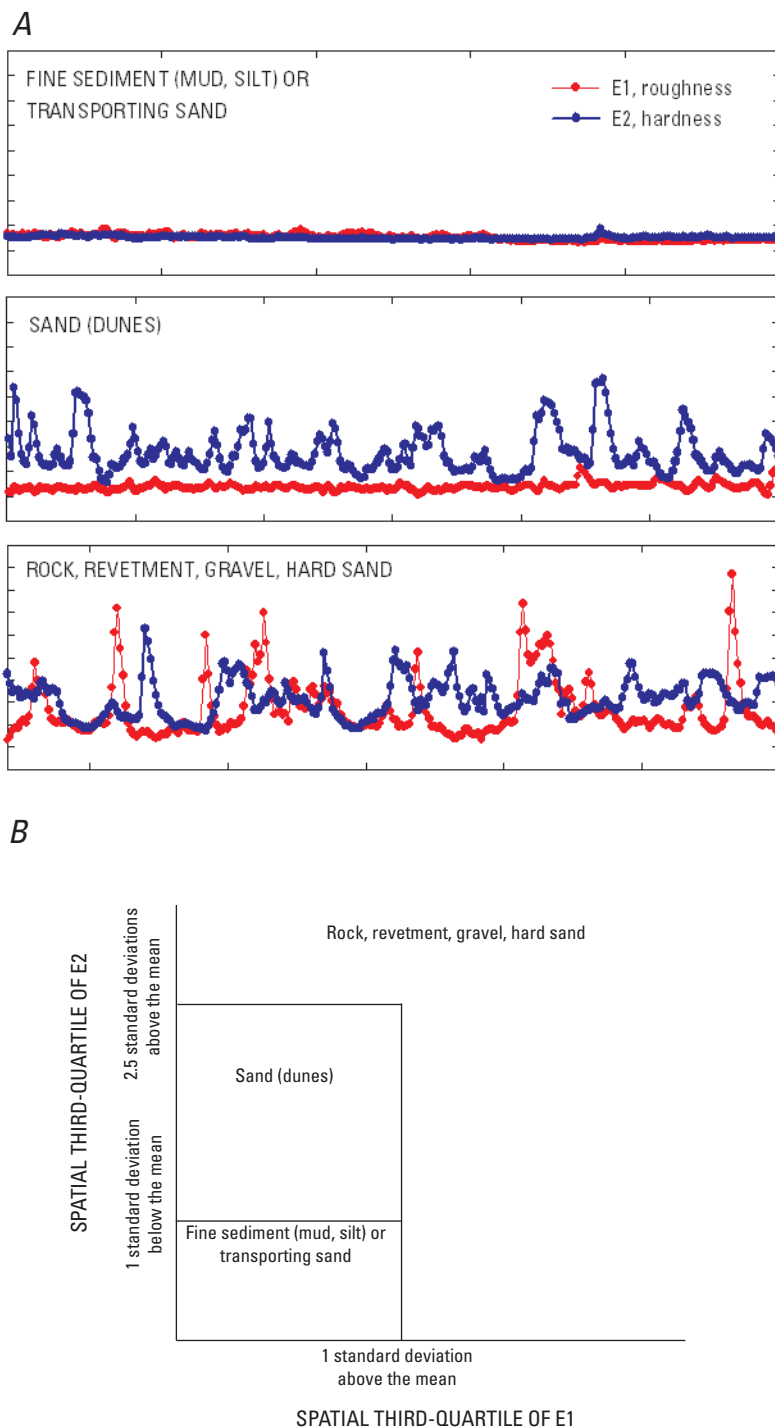 A
FINE SEDIMENT (MUD, SILT) OR
TRANSPORTING SAND
E1, roughness
E2, hardness
SAND (DUNES)
ROCK, REVETMENT, GRAVEL, HARD SAND
B
SPATIAL THIRD-QUARTILE OF E2
2.5 standard deviations
above the mean
1 standard deviation
below the mean
Rock, revetment, gravel, hard sand
Sand (dunes)
Fine sediment (mud, silt) or
transporting sand
1 standard deviation
above the mean
SPATIAL THIRD-QUARTILE OF E1